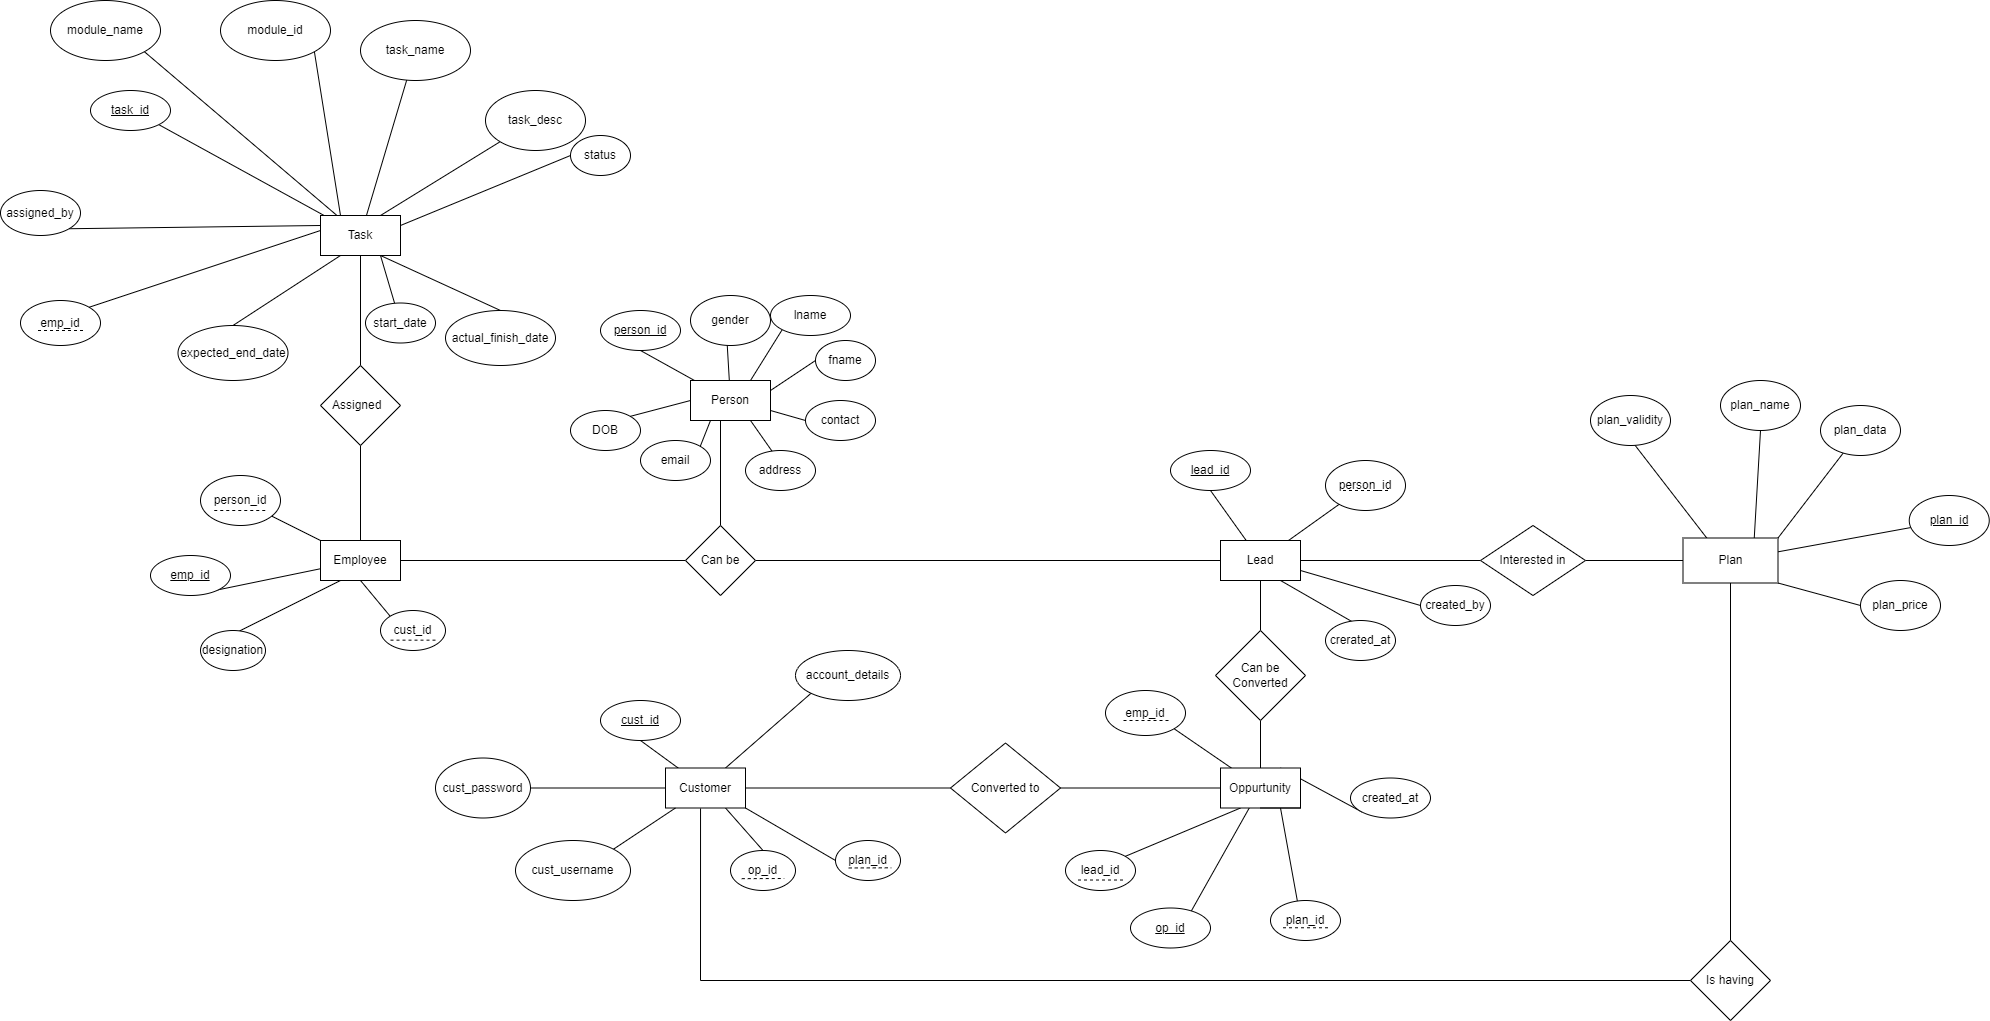 module_name
module_id
task_name
task_id
task_desc
status
assigned_by
Task
emp_id
expected_end_date
start_date
actual_finish_date
Assigned
person_id
gender
lname
fname
Person
contact
DOB
email
address
person_id
Employee
emp_id
designation
cust_id
Can be
lead_id
person_id
Lead
created_by
crerated_at
Interested in
plan_validity
plan_name
plan_data
plan_id
Plan
plan_price
Can be
Converted
account_details
cust_id
cust_password
Customer
cust_username
op_id
plan_id
Converted to
emp_id
Oppurtunity
created_at
lead_id
op_id
plan_id
Is having